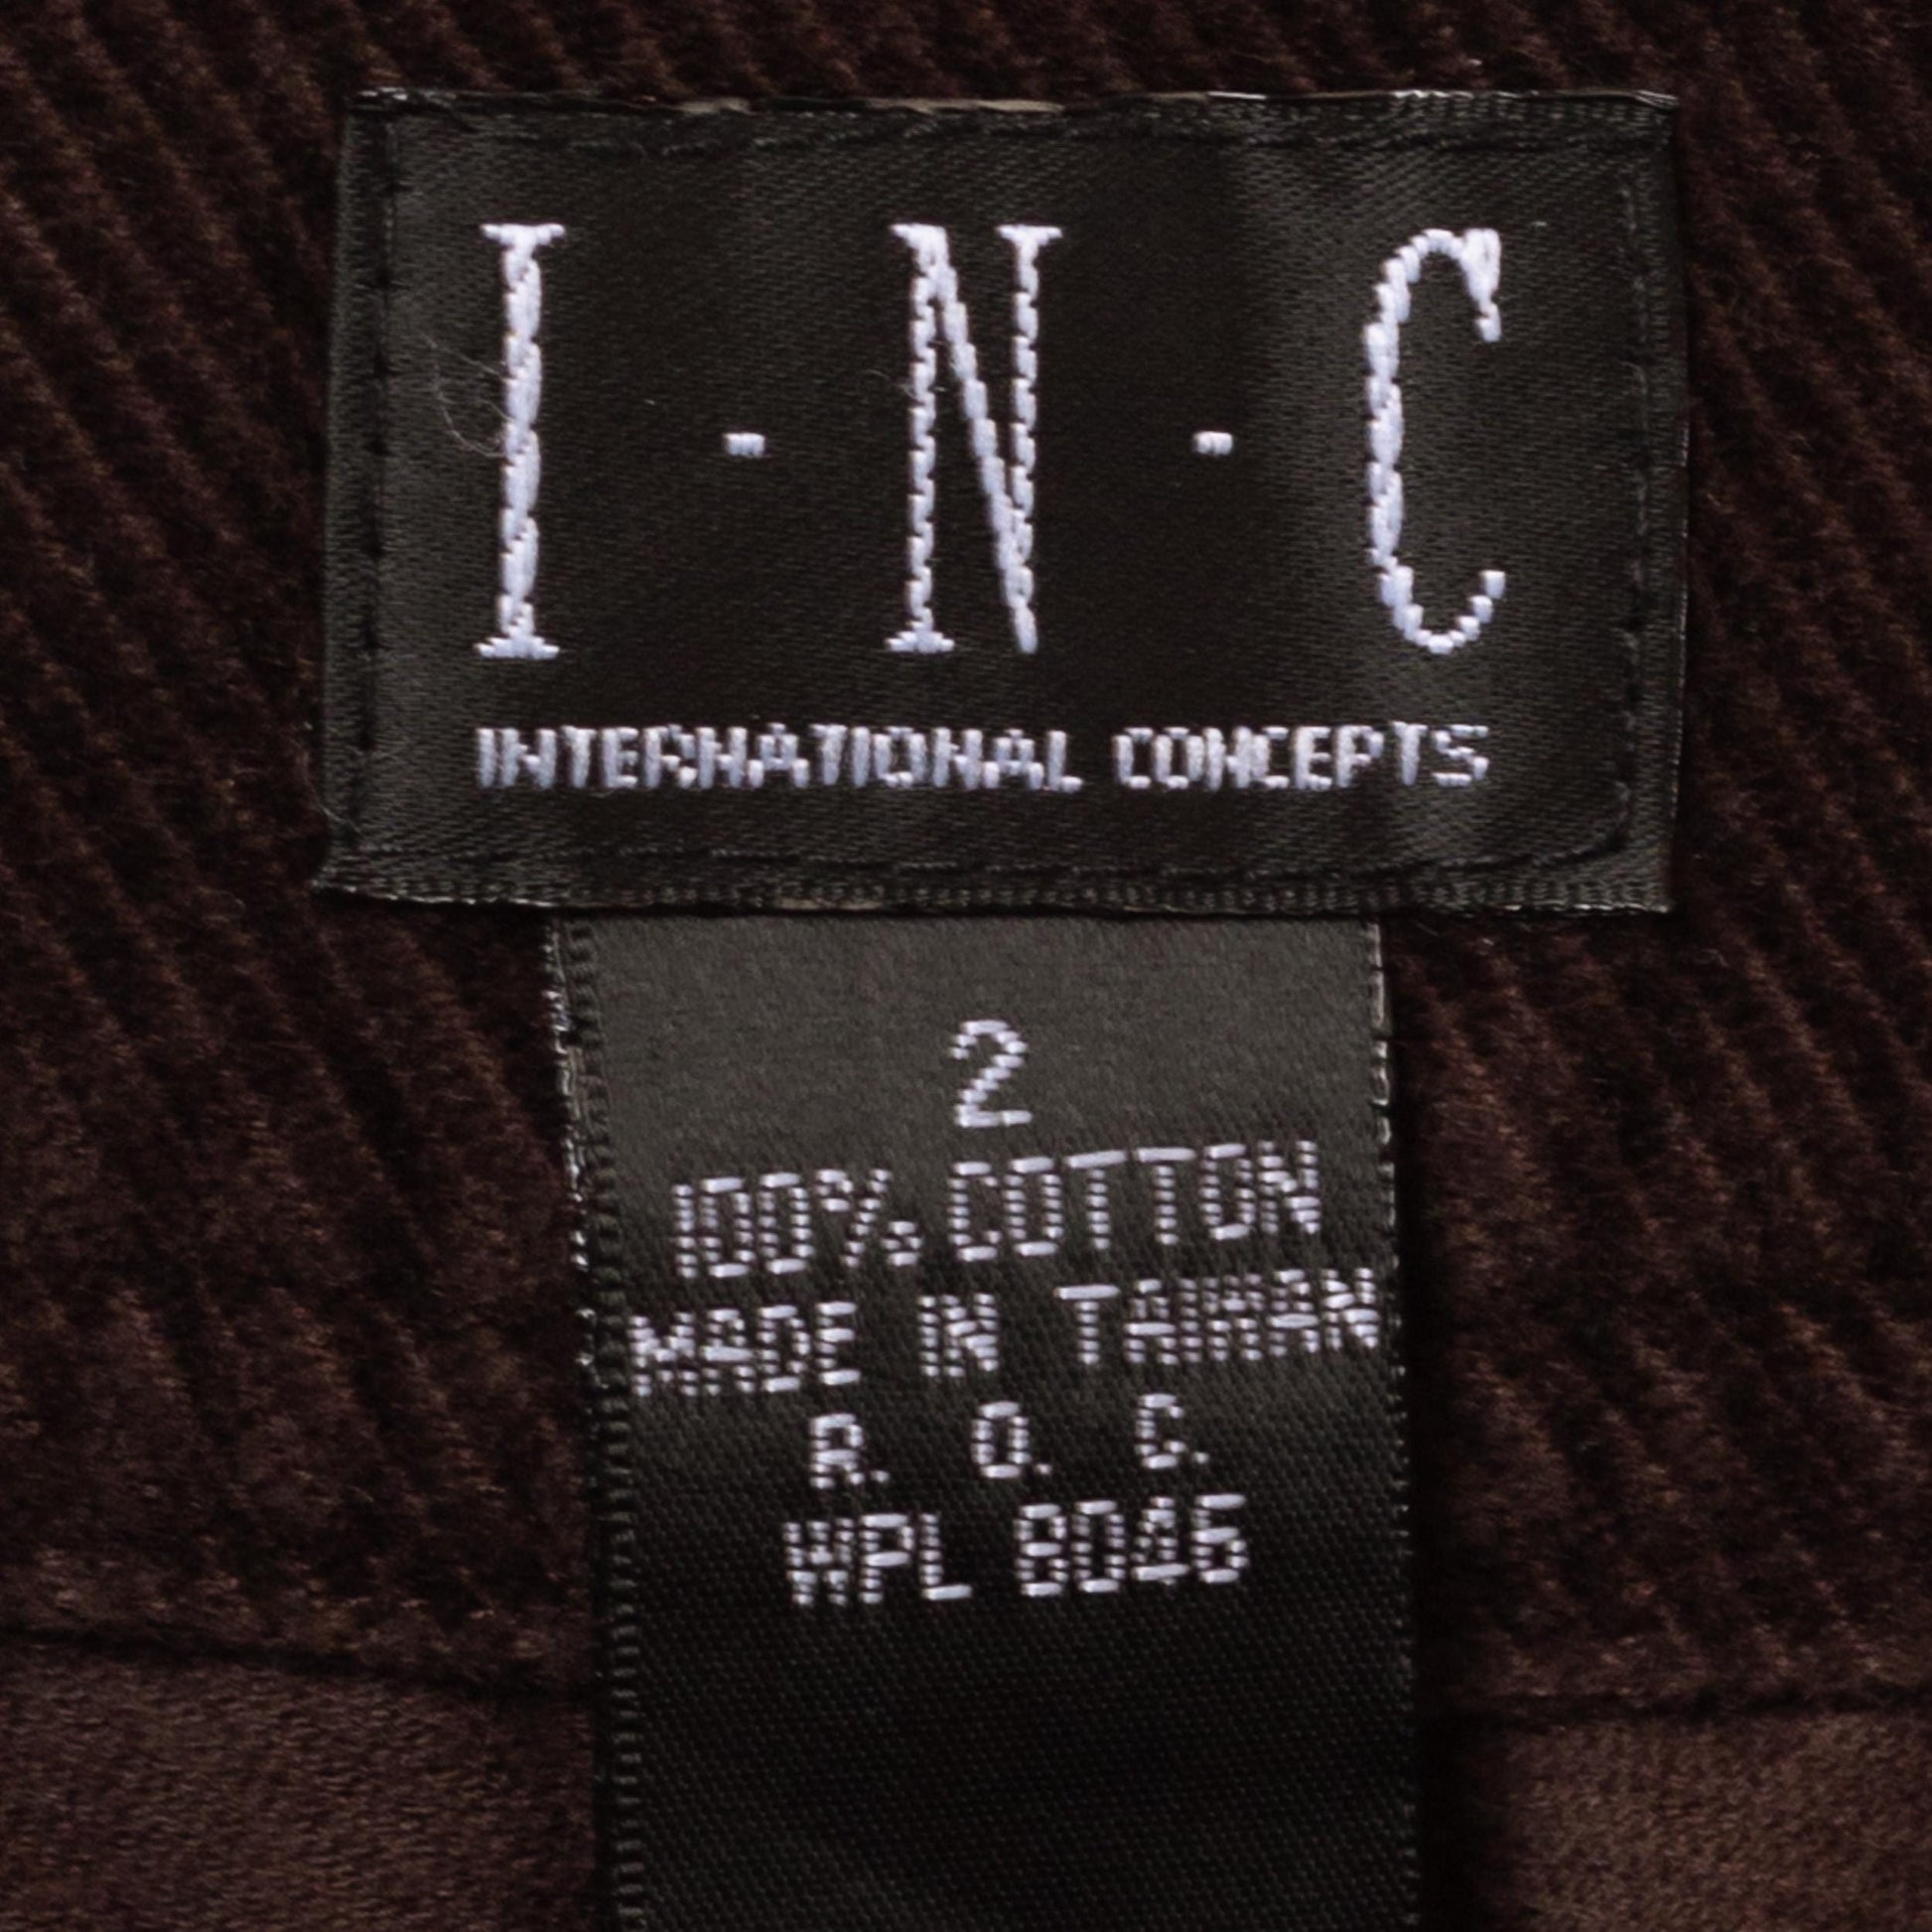 I-N-C
INTERNATIONAL CONCEPTS
2
100% COTTON
MADE IN TAIWAN
R. O. C.
WPL 8046